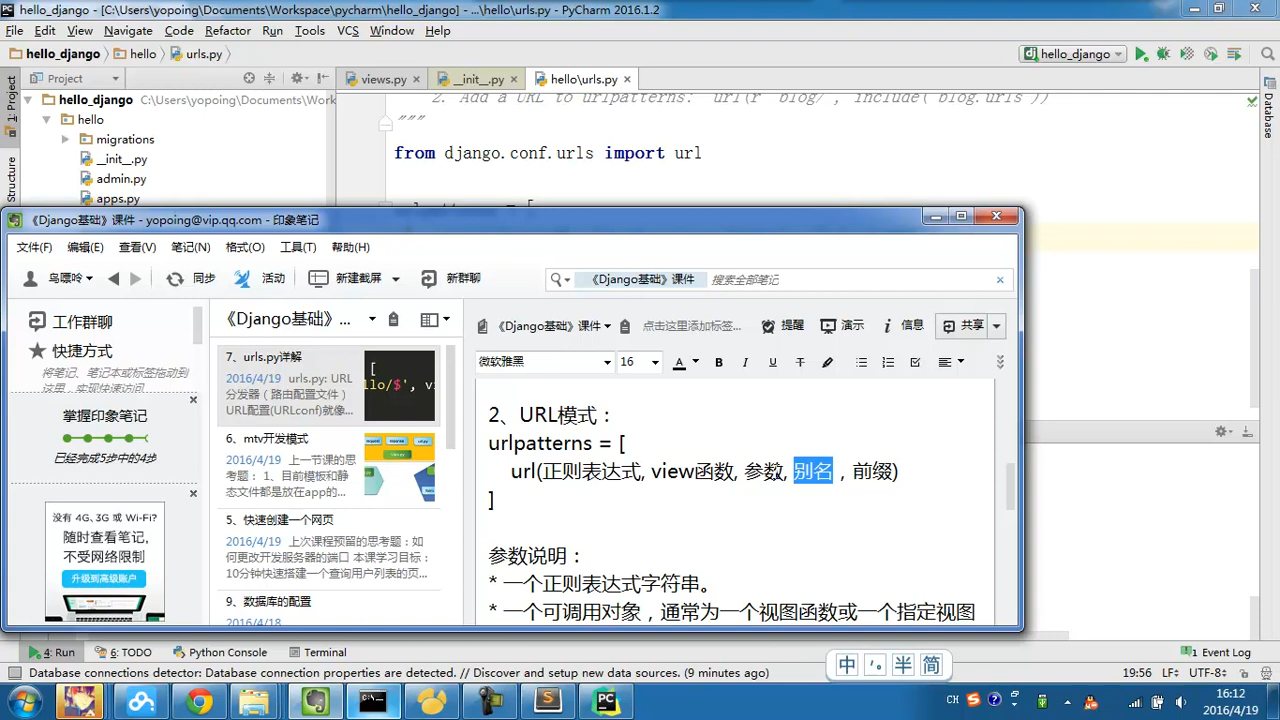 hello_django - [C:\Users\yopoing\Documents\Workspace\pycharm\hello_django] - ...\hello\urls.py - PyCharm 2016.1.2
File Edit View Navigate Code Refactor Run Tools VCS Window Help
hello_django hello urls.py hello_django
Project views.py __init__.py hello\urls.py
1: Project
Structure
Database
hello_django C:\Users\yopoing\Documents\Work
hello
migrations
__init__.py
admin.py
apps.py
2. Add a URL to urlpatterns: url(r'^blog/', include('blog.urls'))
"""
from django.conf.urls import url
《Django基础》课件 - yopoing@vip.qq.com - 印象笔记
文件(F) 编辑(E) 查看(V) 笔记(N) 格式(O) 工具(T) 帮助(H)
同步 活动 新建截屏 新群聊 《Django基础》课件 搜索全部笔记
工作群聊
快捷方式
将笔记、笔记本或标签拖动到
这里，实现快速访问
掌握印象笔记
已经完成5步中的4步
没有 4G、3G 或 Wi-Fi?
随时查看笔记，
不受网络限制
升级到高级账户
《Django基础》...
7、urls.py详解
2016/4/19 urls.py: URL
分发器（路由配置文件）
URL配置(URLconf)就像...
6、mtv开发模式
2016/4/19 上一节课的思
考题： 1、目前模板和静
态文件都是放在app的...
5、快速创建一个网页
2016/4/19 上次课程预留的思考题：如
何更改开发服务器的端口 本课学习目标：
10分钟快速搭建一个查询用户列表的页...
9、数据库的配置
2016/4/18
《Django基础》课件 点击这里添加标签... 提醒 演示 信息 共享
微软雅黑 16 A B I U T
2、URL模式：
urlpatterns = [
url(正则表达式, view函数, 参数, 别名，前缀)
]
参数说明：
* 一个正则表达式字符串。
* 一个可调用对象，通常为一个视图函数或一个指定视图
4: Run 6: TODO Python Console Terminal 1 Event Log
Database connections detector: Database connection properties are detected. // Discover and setup new data sources. (9 minutes ago) 19:56 LF÷ UTF-8÷
中 半 简
CH 16:12
2016/4/19